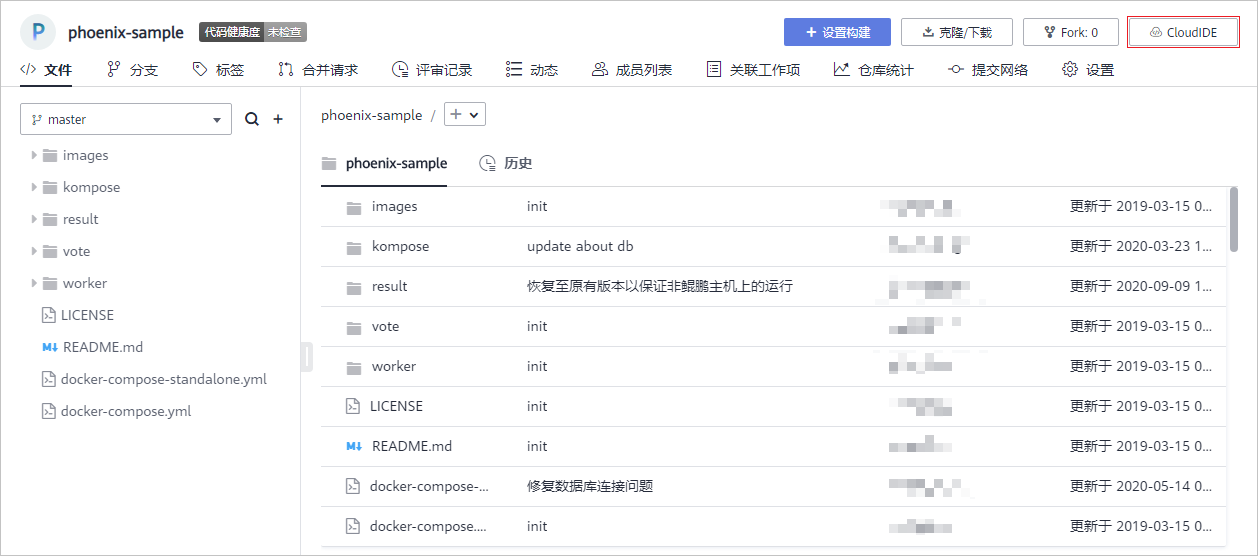 P phoenix-sample 代码健康度 未检查 设置构建 克隆/下载 Fork: 0 CloudIDE
文件 分支 标签 合并请求 评审记录 动态 成员列表 关联工作项 仓库统计 提交网络 设置
master
images
kompose
result
vote
worker
LICENSE
README.md
docker-compose-standalone.yml
docker-compose.yml
phoenix-sample /
phoenix-sample 历史
images init 更新于 2019-03-15 0...
kompose update about db 更新于 2020-03-23 1...
result 恢复至原有版本以保证非鲲鹏主机上的运行 更新于 2020-09-09 1...
vote init 更新于 2019-03-15 0...
worker init 更新于 2019-03-15 0...
LICENSE init 更新于 2019-03-15 0...
README.md init 更新于 2019-03-15 0...
docker-compose-... 修复数据库连接问题 更新于 2020-05-14 0...
docker-compose.... init 更新于 2019-03-15 0...